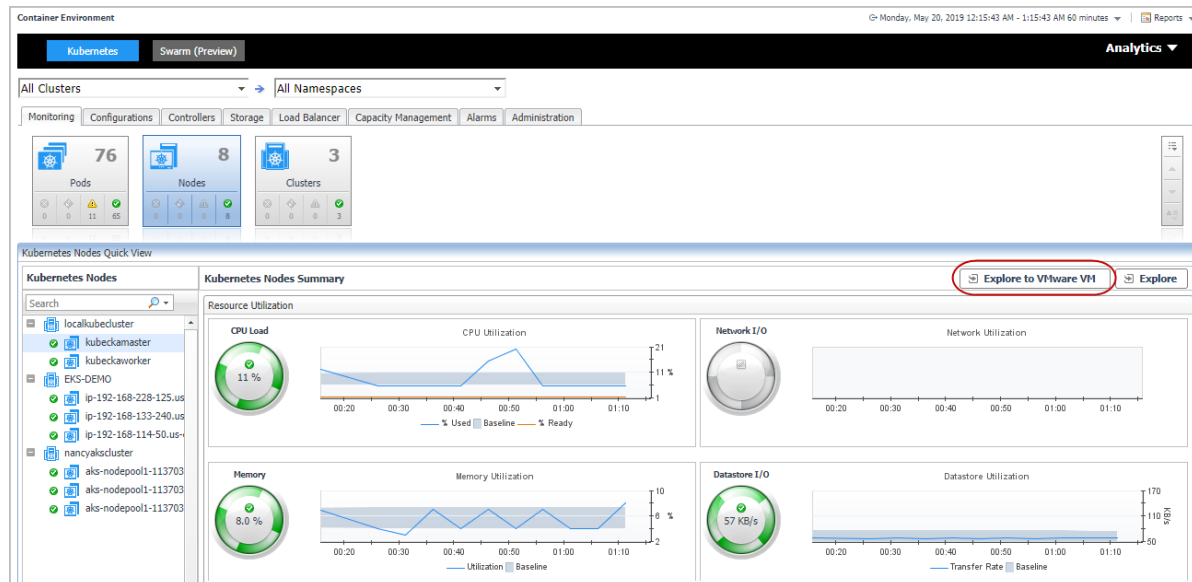 Container Environment
Monday, May 20, 2019 12:15:43 AM - 1:15:43 AM 60 minutes
Reports
Kubernetes
Swarm (Preview)
Analytics
All Clusters
All Namespaces
Monitoring Configurations Controllers Storage Load Balancer Capacity Management Alarms Administration
76 8 3
Pods Nodes Clusters
0 0 11 65 0 0 0 8 0 0 0 3
Kubernetes Nodes Quick View
Kubernetes Nodes
Search
localkubecluster
kubeckamaster
kubeckaworker
EKS-DEMO
ip-192-168-228-125.us
ip-192-168-133-240.us
ip-192-168-114-50.us-
nancyakscluster
aks-nodepool1-113703
aks-nodepool1-113703
aks-nodepool1-113703
Kubernetes Nodes Summary
Explore to VMware VM
Explore
Resource Utilization
CPU Load
11 %
CPU Utilization
21
11 %
1
00:20 00:30 00:40 00:50 01:00 01:10
% Used Baseline % Ready
Network I/O
Network Utilization
00:20 00:30 00:40 00:50 01:00 01:10
Memory
8.0 %
Memory Utilization
10
6 %
2
00:20 00:30 00:40 00:50 01:00 01:10
Utilization Baseline
Datastore I/O
57 KB/s
Datastore Utilization
170
110 KB/s
50
00:20 00:30 00:40 00:50 01:00 01:10
Transfer Rate Baseline